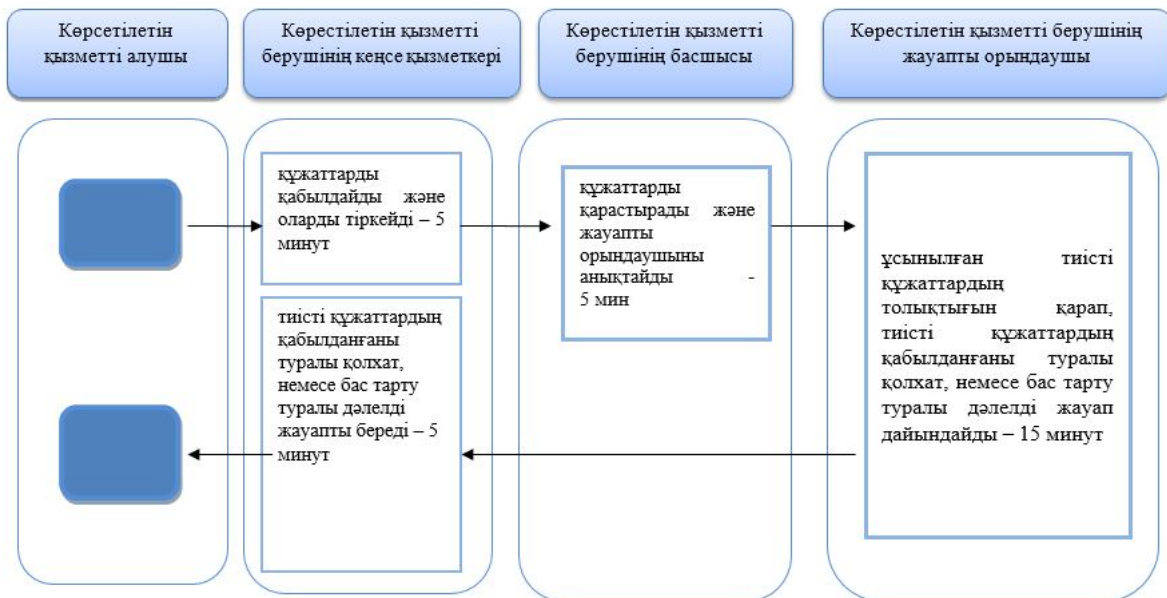 Көрсетілетін
қызметті алушы
Көрестілетін қызметті
берушінің кеңсе қызметкері
Көрестілетін қызметті
берушінің басшысы
Көрестілетін қызметті берушінің
жауапты орындаушы
құжаттарды
қабылдайды және
оларды тіркейді – 5
минут
тиісті құжаттардың
қабылданғаны
туралы қолхат,
немесе бас тарту
туралы дәлелді
жауапты береді – 5
минут
құжаттарды
қарастырады және
жауапты
орындаушыны
анықтайды -
5 мин
ұсынылған тиісті
құжаттардың
толықтығын қарап,
тиісті құжаттардың
қабылданғаны туралы
қолхат, немесе бас тарту
туралы дәлелді жауап
дайындайды – 15 минут